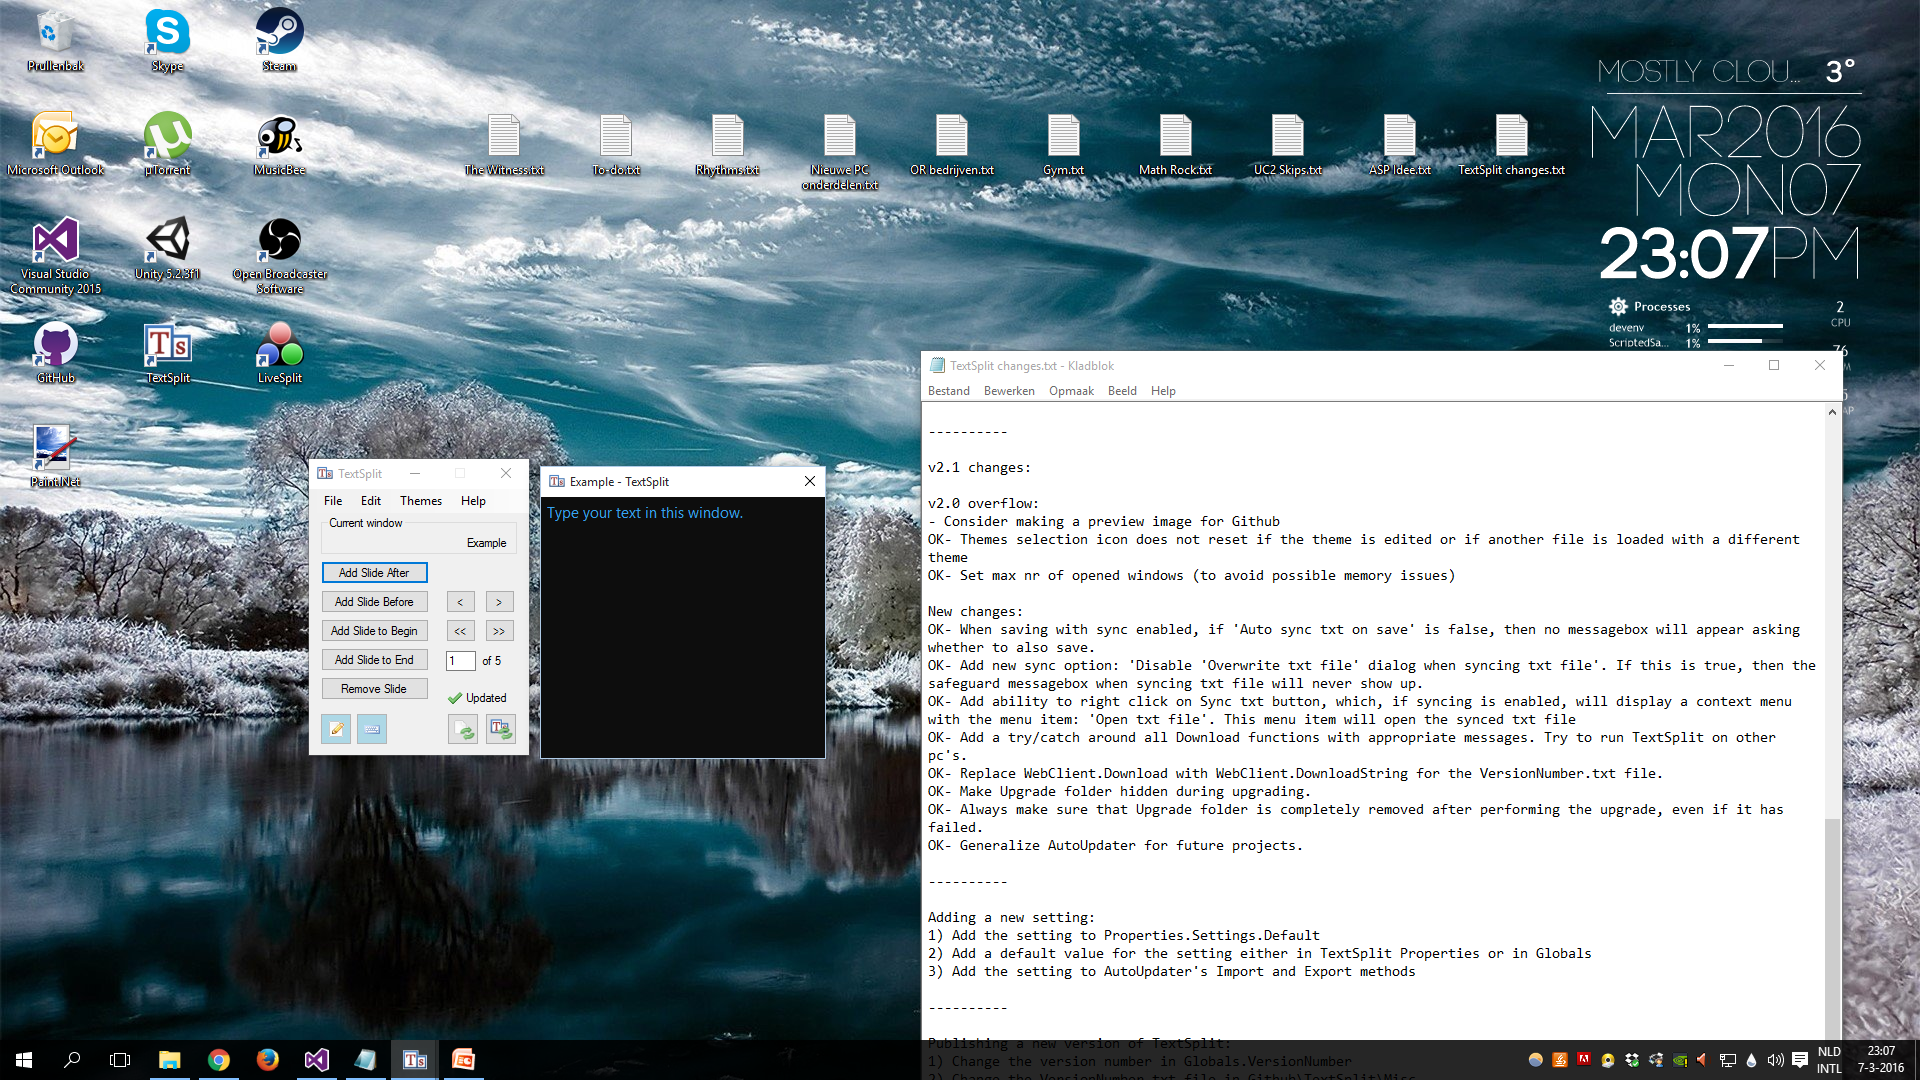 Prullenbak
Skype
Steam
Microsoft Outlook
µTorrent
MusicBee
The Witness.txt
To-do.txt
Rhythms.txt
Nieuwe PC
onderdelen.txt
OR bedrijven.txt
Gym.txt
Math Rock.txt
UC2 Skips.txt
ASP Idee.txt
TextSplit changes.txt
Visual Studio
Community 2015
Unity 5.2.3f1
Open Broadcaster
Software
GitHub
TextSplit
LiveSplit
Paint.Net
MOSTLY CLOU... 3°
MAR2016
MON07
23:07PM
Processes
devenv 1%
ScriptedSa... 1%
2
CPU
76
TextSplit
File Edit Themes Help
Current window
Example
Add Slide After
Add Slide Before < >
Add Slide to Begin << >>
Add Slide to End 1 of 5
Remove Slide
Updated
Example - TextSplit
Type your text in this window.
TextSplit changes.txt - Kladblok
Bestand Bewerken Opmaak Beeld Help
----------
v2.1 changes:
v2.0 overflow:
- Consider making a preview image for Github
OK- Themes selection icon does not reset if the theme is edited or if another file is loaded with a different
theme
OK- Set max nr of opened windows (to avoid possible memory issues)
New changes:
OK- When saving with sync enabled, if 'Auto sync txt on save' is false, then no messagebox will appear asking
whether to also save.
OK- Add new sync option: 'Disable 'Overwrite txt file' dialog when syncing txt file'. If this is true, then the
safeguard messagebox when syncing txt file will never show up.
OK- Add ability to right click on Sync txt button, which, if syncing is enabled, will display a context menu
with the menu item: 'Open txt file'. This menu item will open the synced txt file
OK- Add a try/catch around all Download functions with appropriate messages. Try to run TextSplit on other
pc's.
OK- Replace WebClient.Download with WebClient.DownloadString for the VersionNumber.txt file.
OK- Make Upgrade folder hidden during upgrading.
OK- Always make sure that Upgrade folder is completely removed after performing the upgrade, even if it has
failed.
OK- Generalize AutoUpdater for future projects.
----------
Adding a new setting:
1) Add the setting to Properties.Settings.Default
2) Add a default value for the setting either in TextSplit Properties or in Globals
3) Add the setting to AutoUpdater's Import and Export methods
----------
Publishing a new version of TextSplit:
1) Change the version number in Globals.VersionNumber
2) Change the VersionNumber.txt file in Github\TextSplit\Misc
NLD
INTL
23:07
7-3-2016